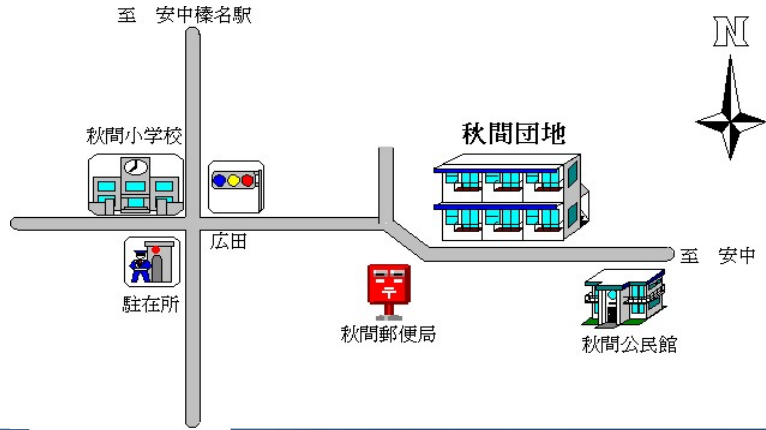 至　安中榛名駅
N
秋間小学校
秋間団地
広田
至　安中
駐在所
秋間郵便局
秋間公民館